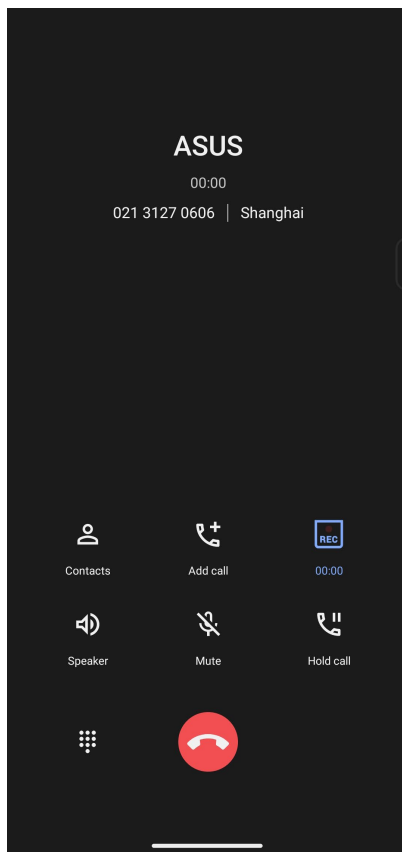 ASUS
00:00
021 3127 0606 | Shanghai
Contacts Add call REC 00:00
Speaker Mute Hold call